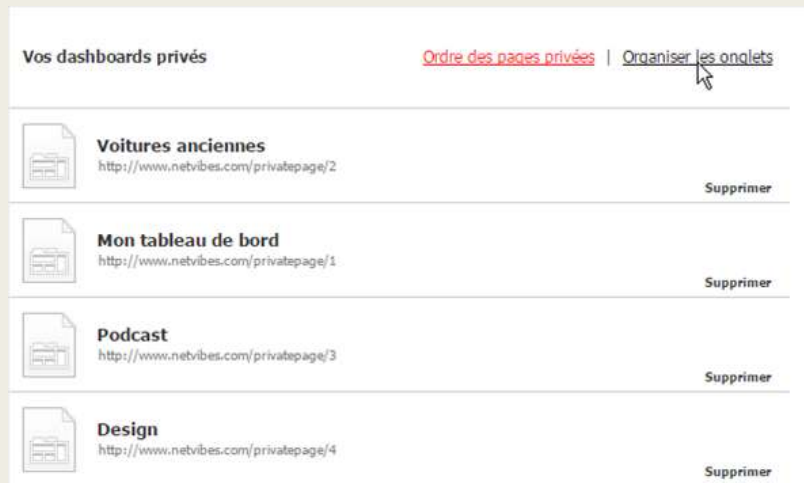 Vos dashboards privés
Ordre des pages privées | Organiser les onglets
Voitures anciennes
http://www.netvibes.com/privatepage/2
Supprimer
Mon tableau de bord
http://www.netvibes.com/privatepage/1
Supprimer
Podcast
http://www.netvibes.com/privatepage/3
Supprimer
Design
http://www.netvibes.com/privatepage/4
Supprimer